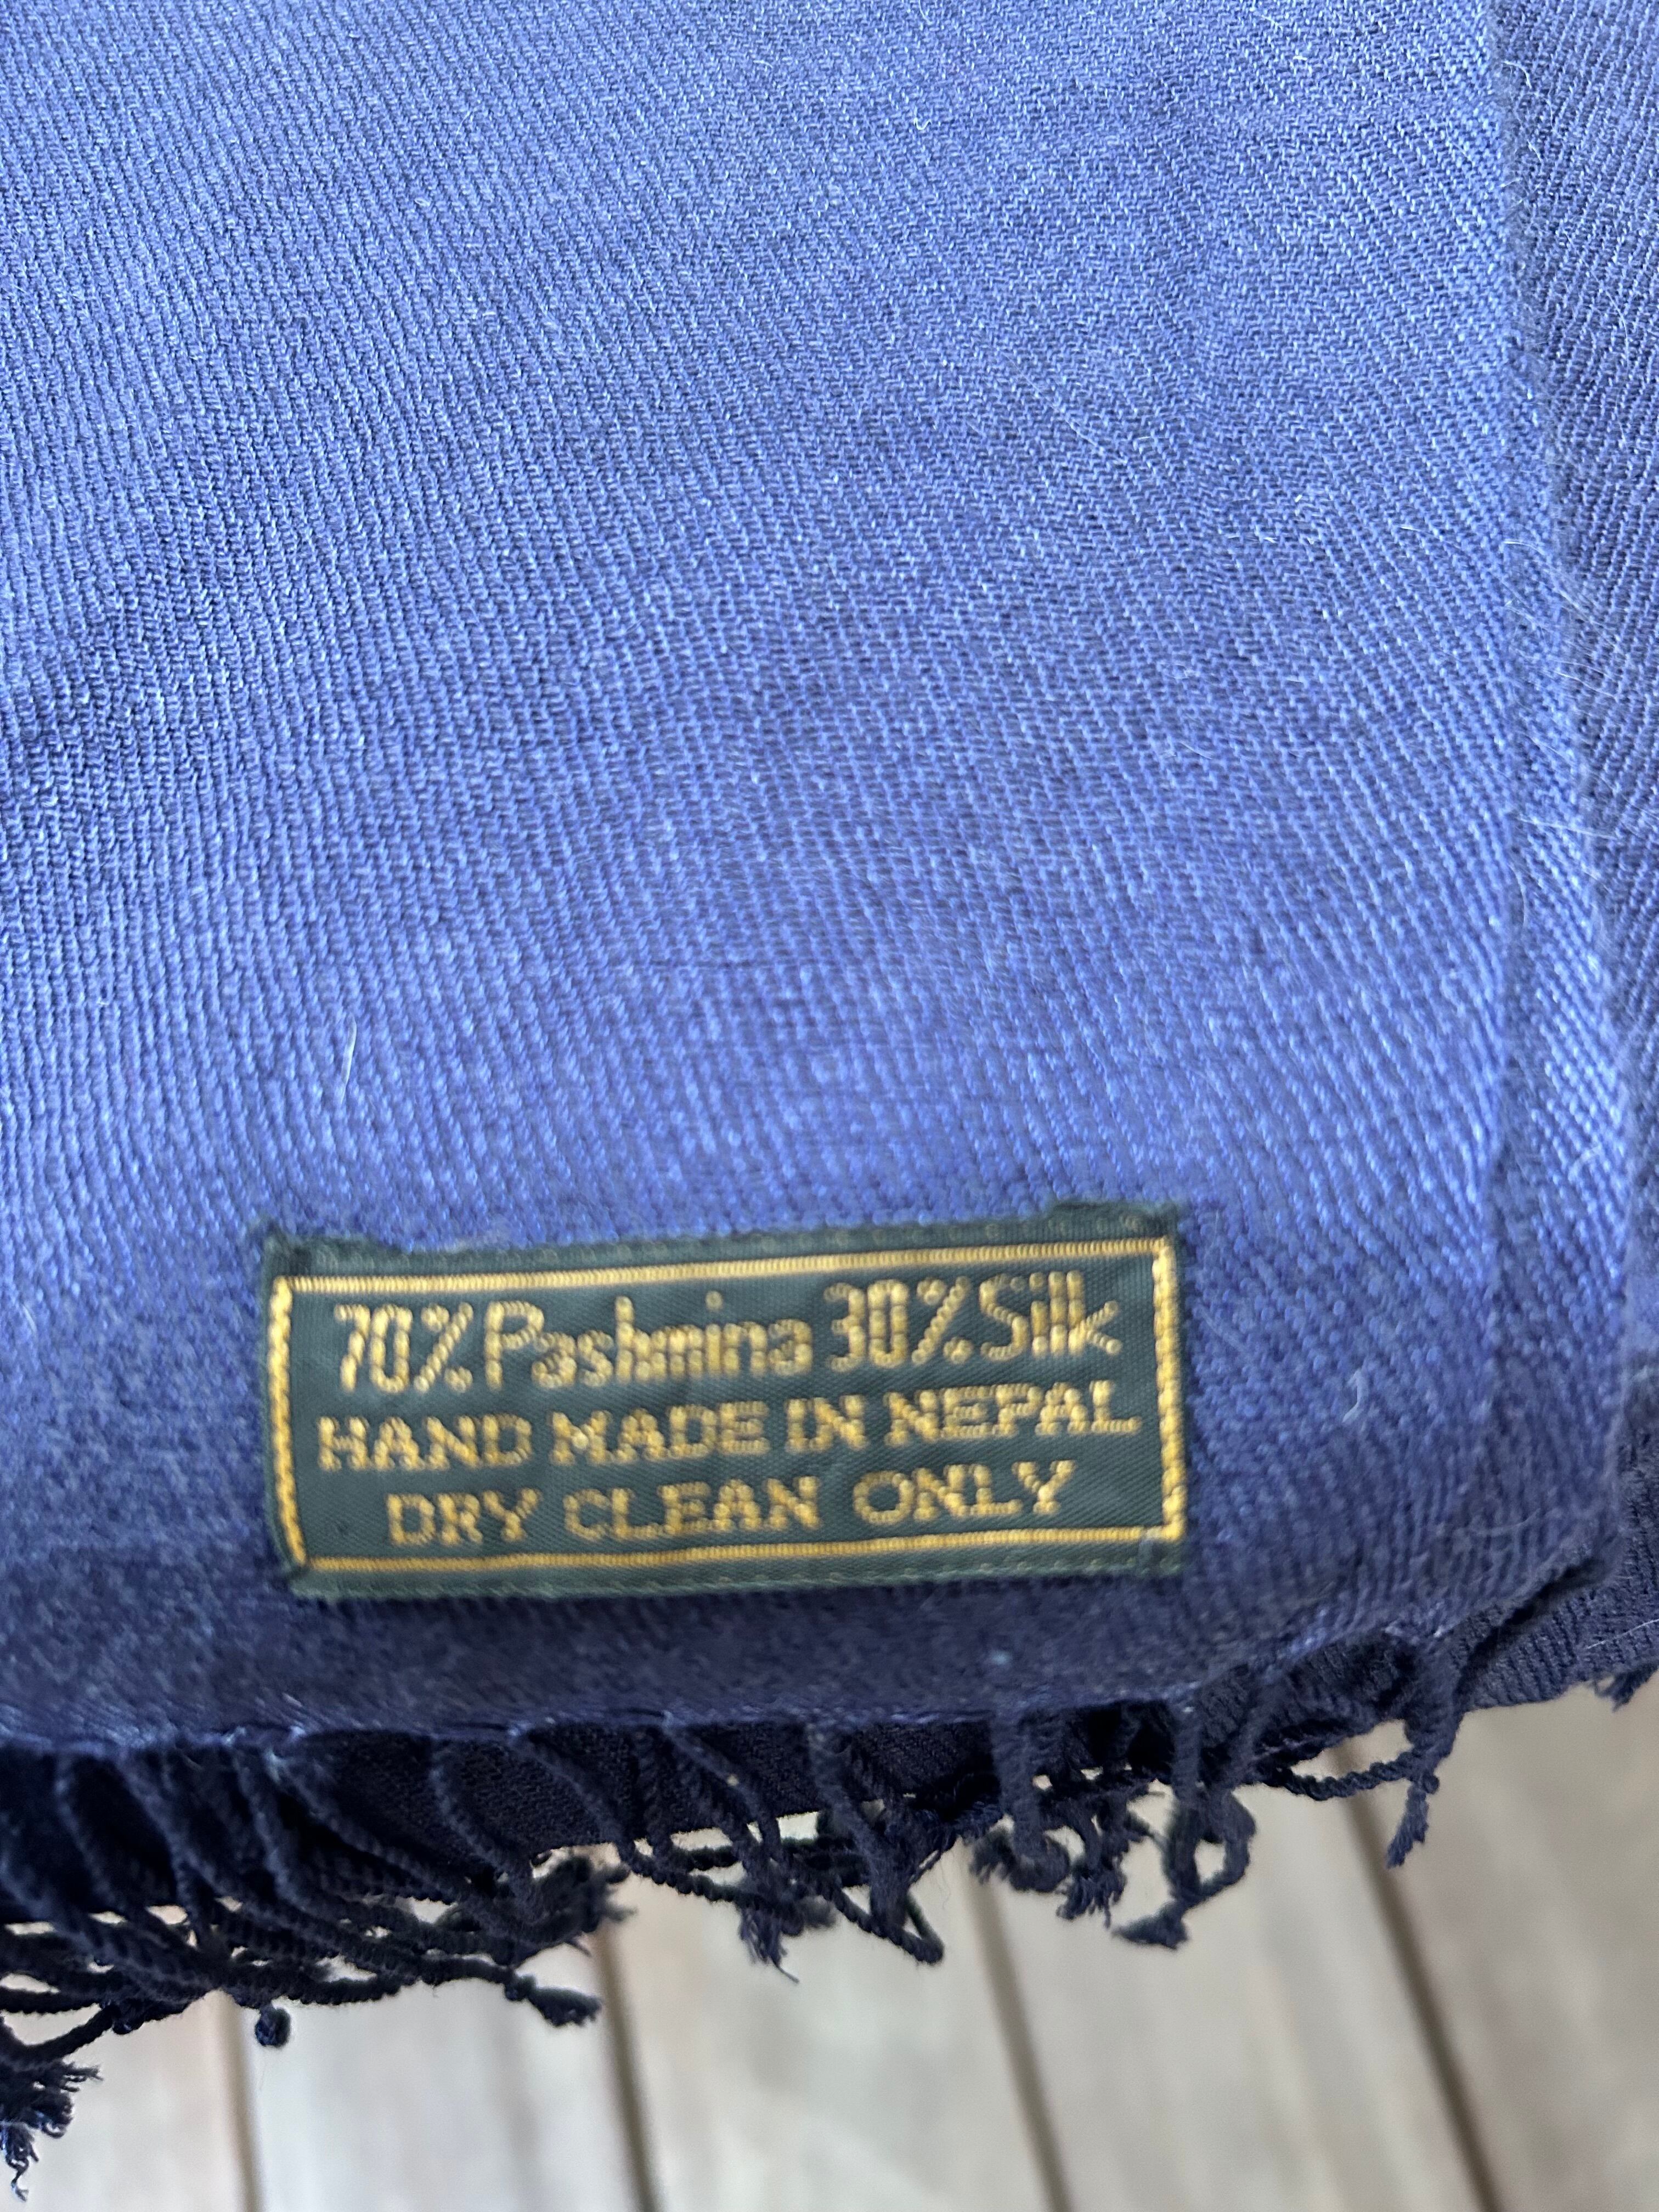 70% Pashmina 30% Silk
HAND MADE IN NEPAL
DRY CLEAN ONLY